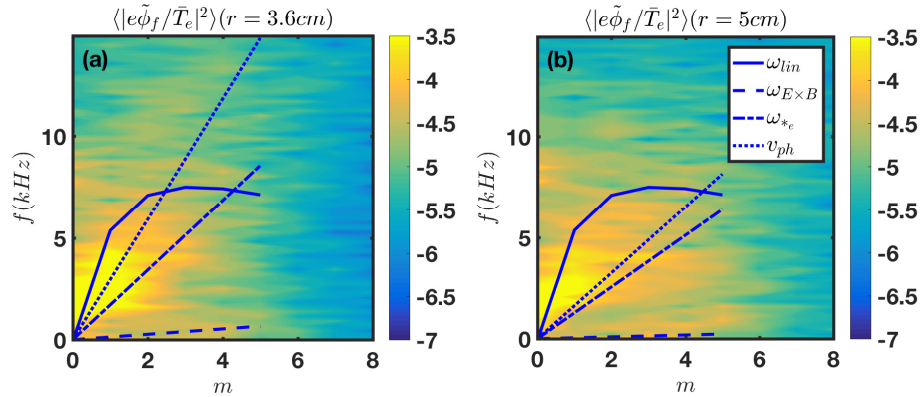 ⟨|eϕ̃_f/T̄_e|²⟩(r = 3.6cm)
(a)
f(kHz)
10
5
0
0 2 4 6 8
m
-3.5
-4
-4.5
-5
-5.5
-6
-6.5
-7
⟨|eϕ̃_f/T̄_e|²⟩(r = 5cm)
(b)
ω_lin
ω_E×B
ω_*e
v_ph
f(kHz)
10
5
0
0 2 4 6 8
m
-3.5
-4
-4.5
-5
-5.5
-6
-6.5
-7